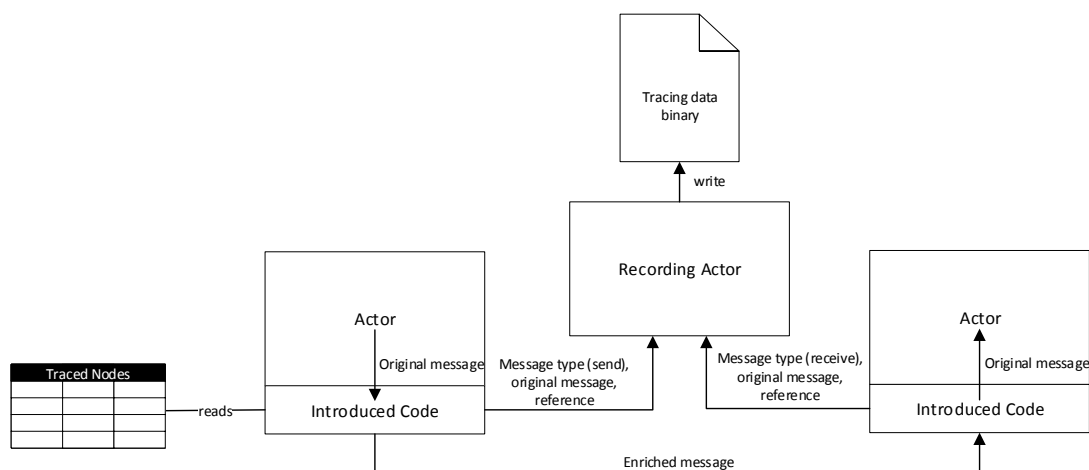 Tracing data
binary
write
Recording Actor
Actor
Original message
Introduced Code
Traced Nodes
reads
Message type (send),
original message,
reference
Message type (receive),
original message,
reference
Actor
Original message
Introduced Code
Enriched message